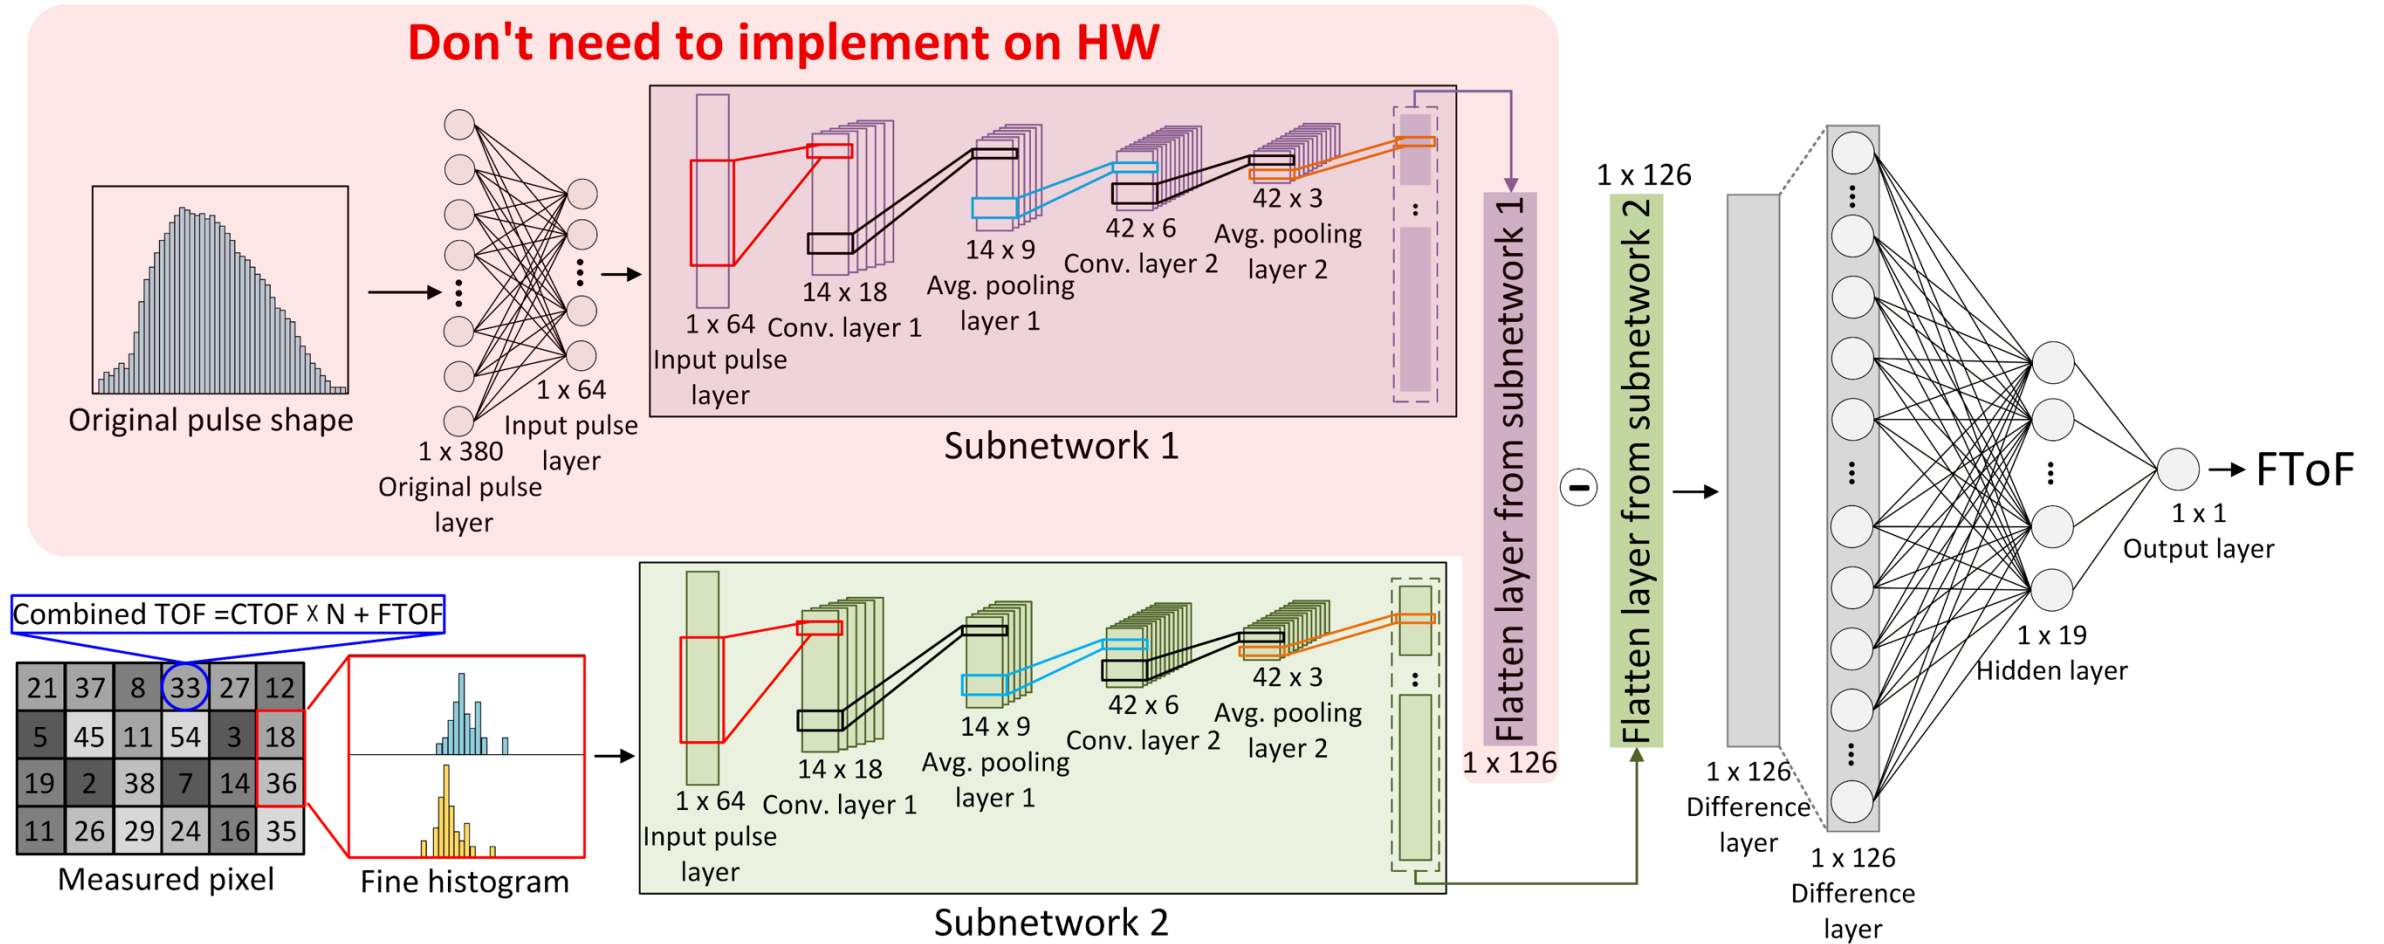 Don't need to implement on HW
Original pulse shape
1 x 380
Original pulse
layer
1 x 64
Input pulse
layer
1 x 64
Input pulse
layer
14 x 18
Conv. layer 1
14 x 9
Avg. pooling
layer 1
42 x 6
Conv. layer 2
42 x 3
Avg. pooling
layer 2
Subnetwork 1
Flatten layer from subnetwork 1
1 x 126
1 x 126
Flatten layer from subnetwork 2
1 x 126
Difference
layer
1 x 126
Difference
layer
1 x 19
Hidden layer
1 x 1
Output layer
FToF
Combined TOF =CTOF x N + FTOF
21 37 8 33 27 12
5 45 11 54 3 18
19 2 38 7 14 36
11 26 29 24 16 35
Measured pixel
Fine histogram
1 x 64
Input pulse
layer
14 x 18
Conv. layer 1
14 x 9
Avg. pooling
layer 1
42 x 6
Conv. layer 2
42 x 3
Avg. pooling
layer 2
Subnetwork 2